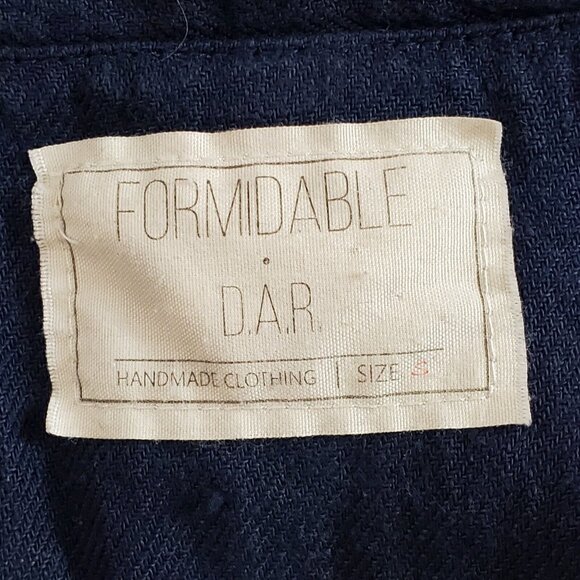 FORMIDABLE
.
D.A.R.
HANDMADE CLOTHING | SIZE S